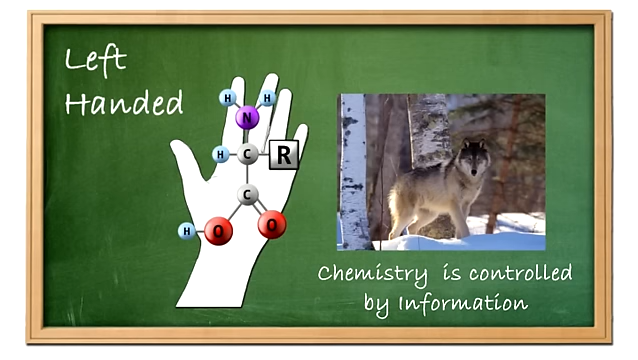 Left
Handed
H H
N
H C R
C
H O O
Chemistry is controlled
by Information